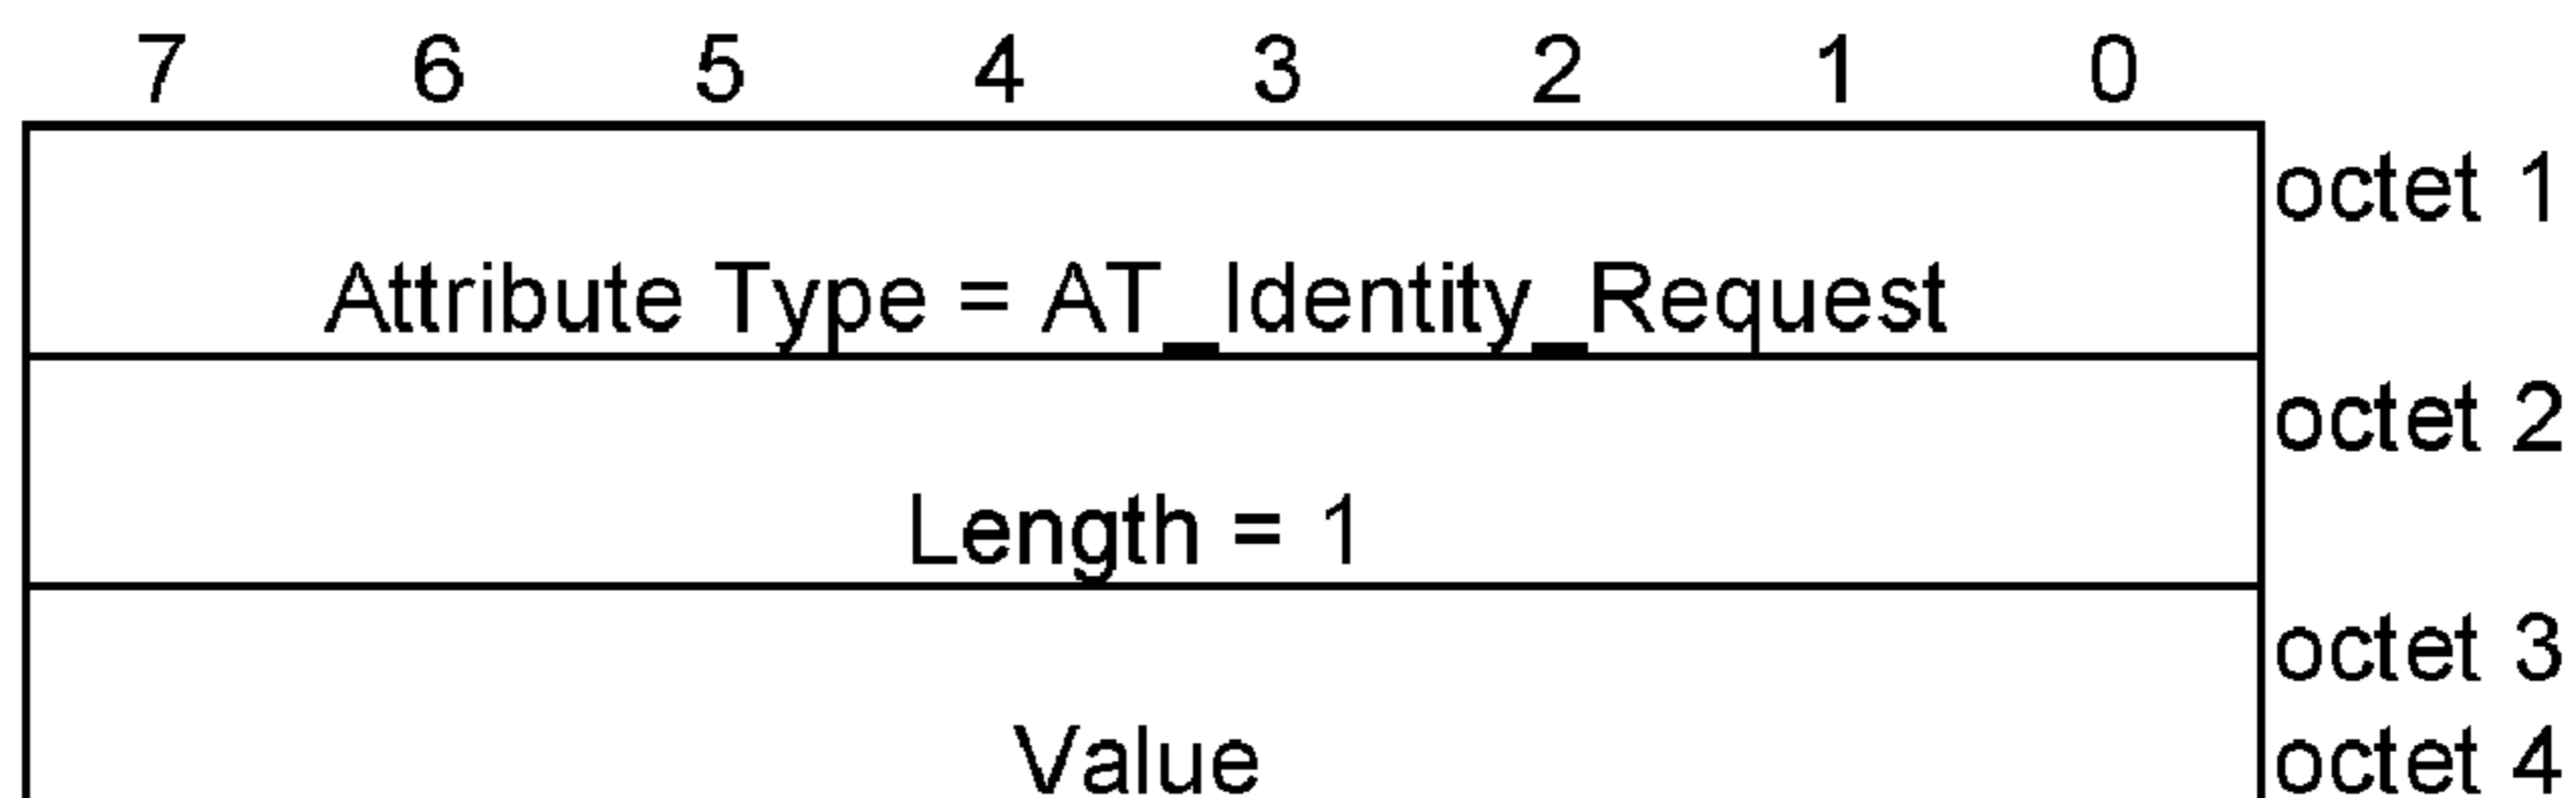 7 6 5 4 3 2 1 0
octet 1
Attribute Type = AT_Identity_Request
octet 2
Length = 1
octet 3
Value octet 4